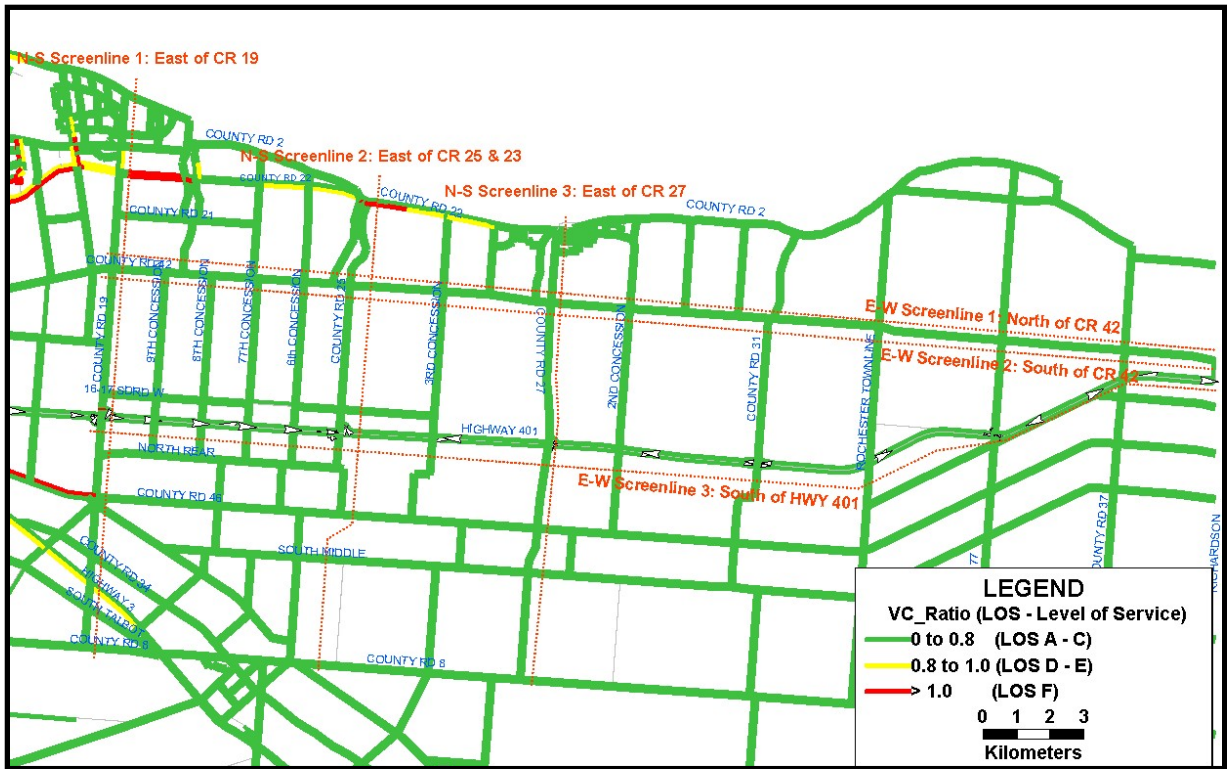 N-S Screenline 1: East of CR 19
COUNTY RD 2
N-S Screenline 2: East of CR 25 & 23
COUNTY RD 22
COUNTY RD 22
N-S Screenline 3: East of CR 27
COUNTY RD 2
COUNTY RD 21
COUNTY RD 42
COUNTY RD 19
9TH CONCESSION
8TH CONCESSION
7TH CONCESSION
6th CONCESSION
COUNTY RD 25
3RD CONCESSION
COUNTY RD 27
2ND CONCESSION
COUNTY RD 31
ROCHESTER TOWNLINE
E-W Screenline 1: North of CR 42
E-W Screenline 2: South of CR 42
16-17 SDRD W
HIGHWAY 401
NORTH REAR
E-W Screenline 3: South of HWY 401
COUNTY RD 46
SOUTH MIDDLE
COUNTY RD 34
HIGHWAY 3
SOUTH TALBOT
COUNTY RD 8
COUNTY RD 8
77
OUNTY RD 37
RICHARDSON
LEGEND
VC_Ratio (LOS - Level of Service)
0 to 0.8 (LOS A - C)
0.8 to 1.0 (LOS D - E)
> 1.0 (LOS F)
0 1 2 3
Kilometers